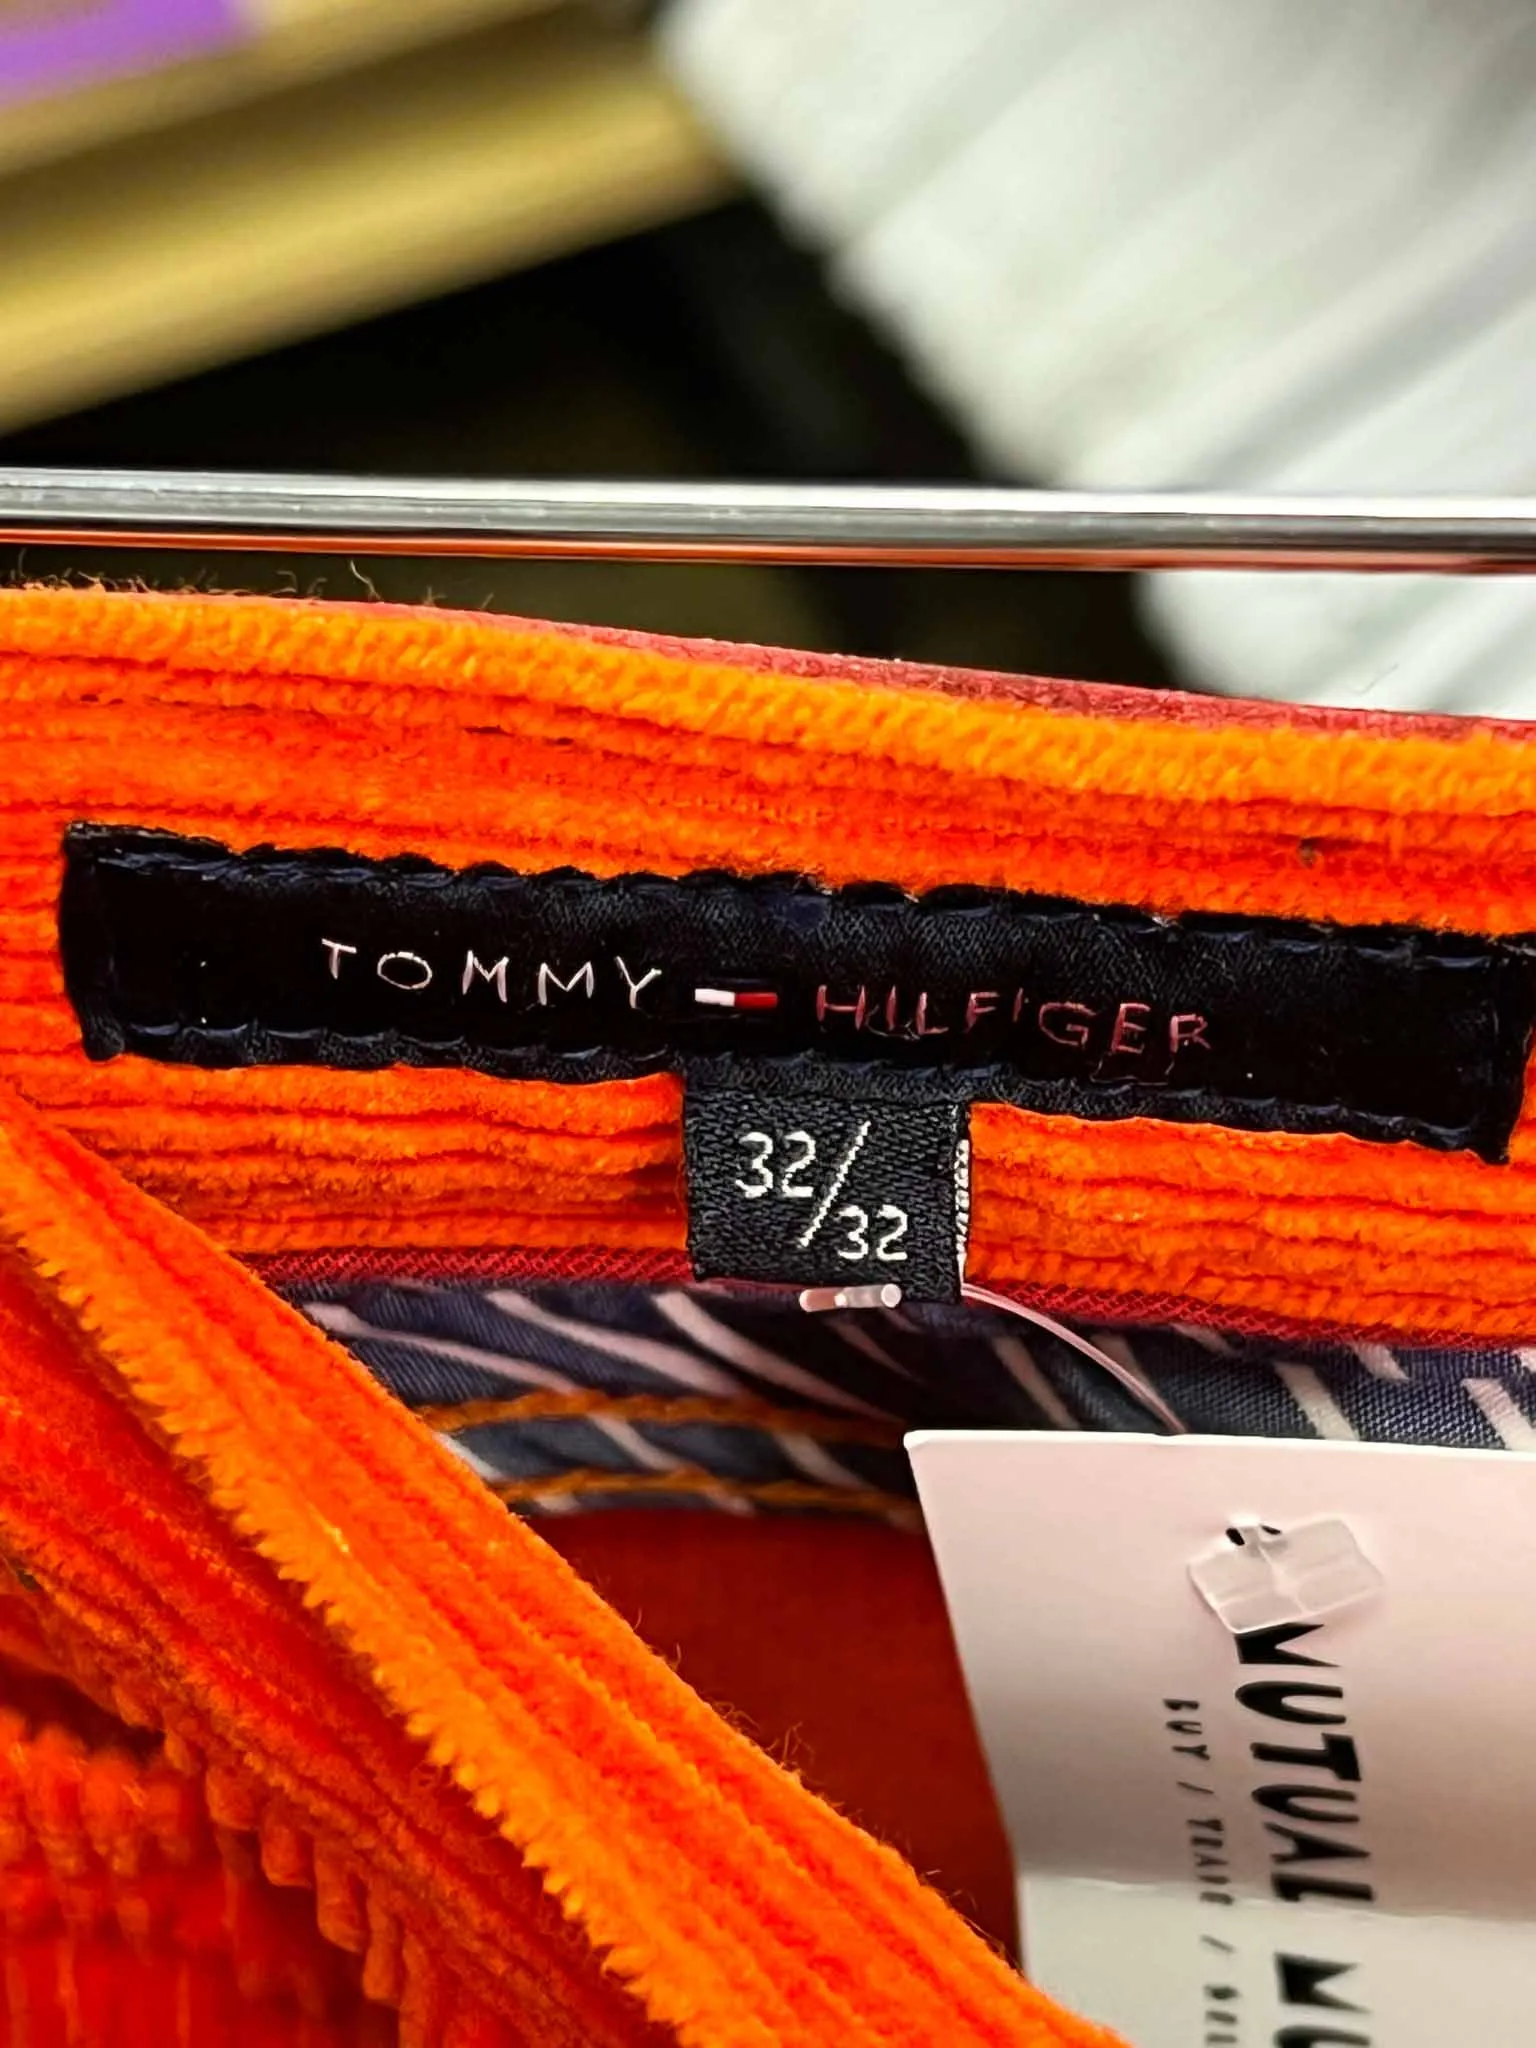 TOMMY HILFIGER
32/32
MUTUAL
BUY / TRADE /